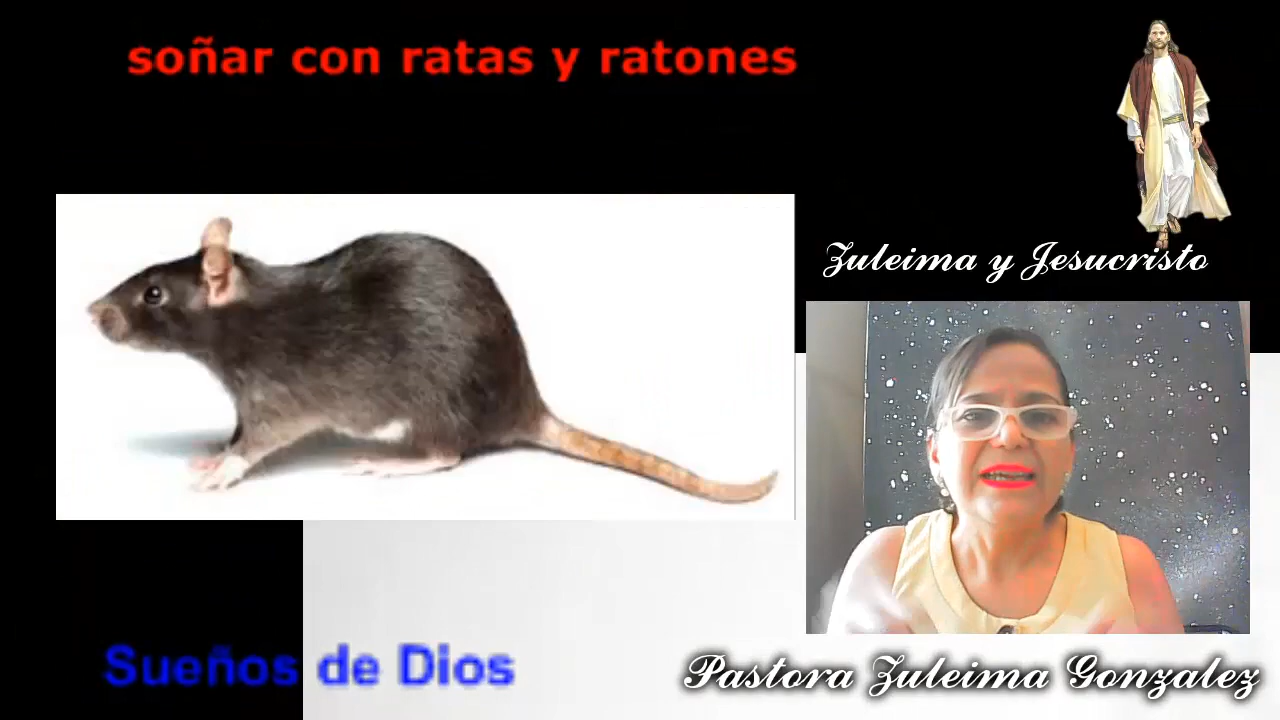 soñar con ratas y ratones
Zuleima y Jesucristo
Sueños de Dios
Pastora Zuleima Gonzalez